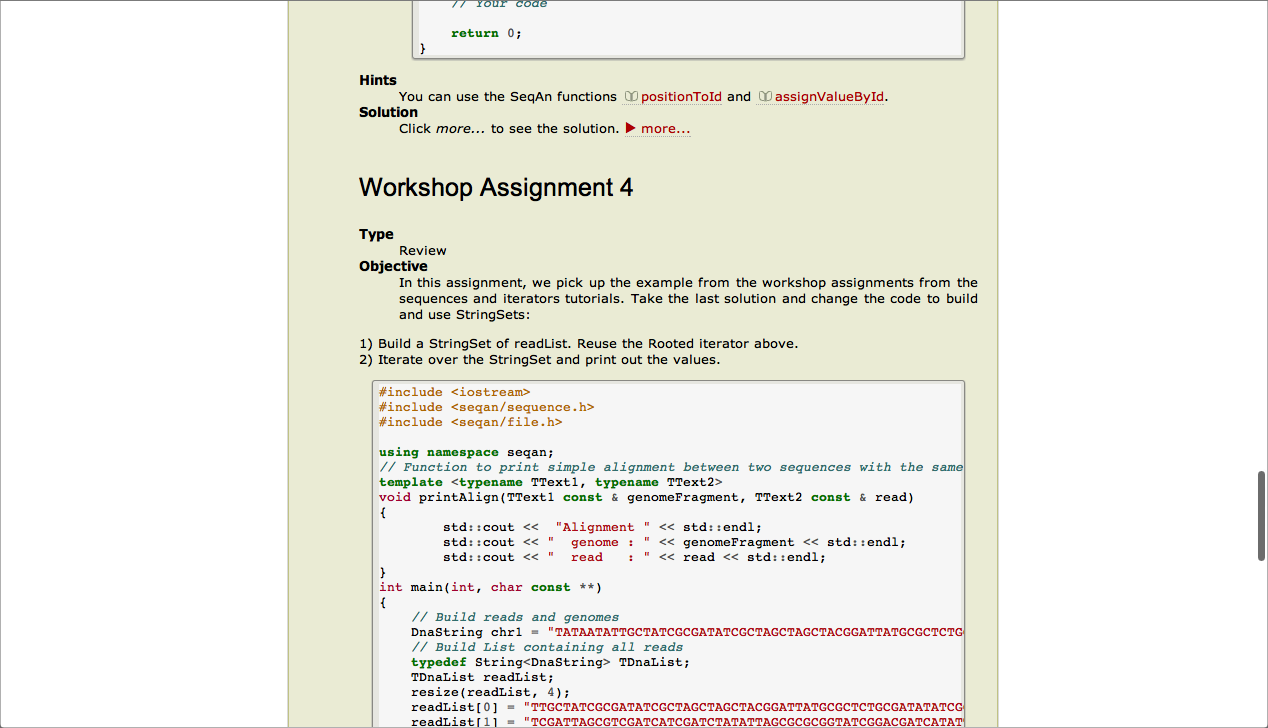 // Your code
return 0;
}
Hints
You can use the SeqAn functions positionToId and assignValueById.
Solution
Click more... to see the solution. more...
Workshop Assignment 4
Type
Review
Objective
In this assignment, we pick up the example from the workshop assignments from the
sequences and iterators tutorials. Take the last solution and change the code to build
and use StringSets:
1) Build a StringSet of readList. Reuse the Rooted iterator above.
2) Iterate over the StringSet and print out the values.
#include <iostream>
#include <seqan/sequence.h>
#include <seqan/file.h>
using namespace seqan;
// Function to print simple alignment between two sequences with the same
template <typename TText1, typename TText2>
void printAlign(TText1 const & genomeFragment, TText2 const & read)
{
std::cout << "Alignment " << std::endl;
std::cout << " genome : " << genomeFragment << std::endl;
std::cout << " read : " << read << std::endl;
}
int main(int, char const **)
{
// Build reads and genomes
DnaString chr1 = "TATAATATTGCTATCGCGATATCGCTAGCTAGCTACGGATTATGCGCTCTG
// Build List containing all reads
typedef String<DnaString> TDnaList;
TDnaList readList;
resize(readList, 4);
readList[0] = "TTGCTATCGCGATATCGCTAGCTAGCTACGGATTATGCGCTCTGCGATATATCG
readList[1] = "TCGATTAGCGTCGATCATCGATCTATATTAGCGCGCGGTATCGGACGATCATAT